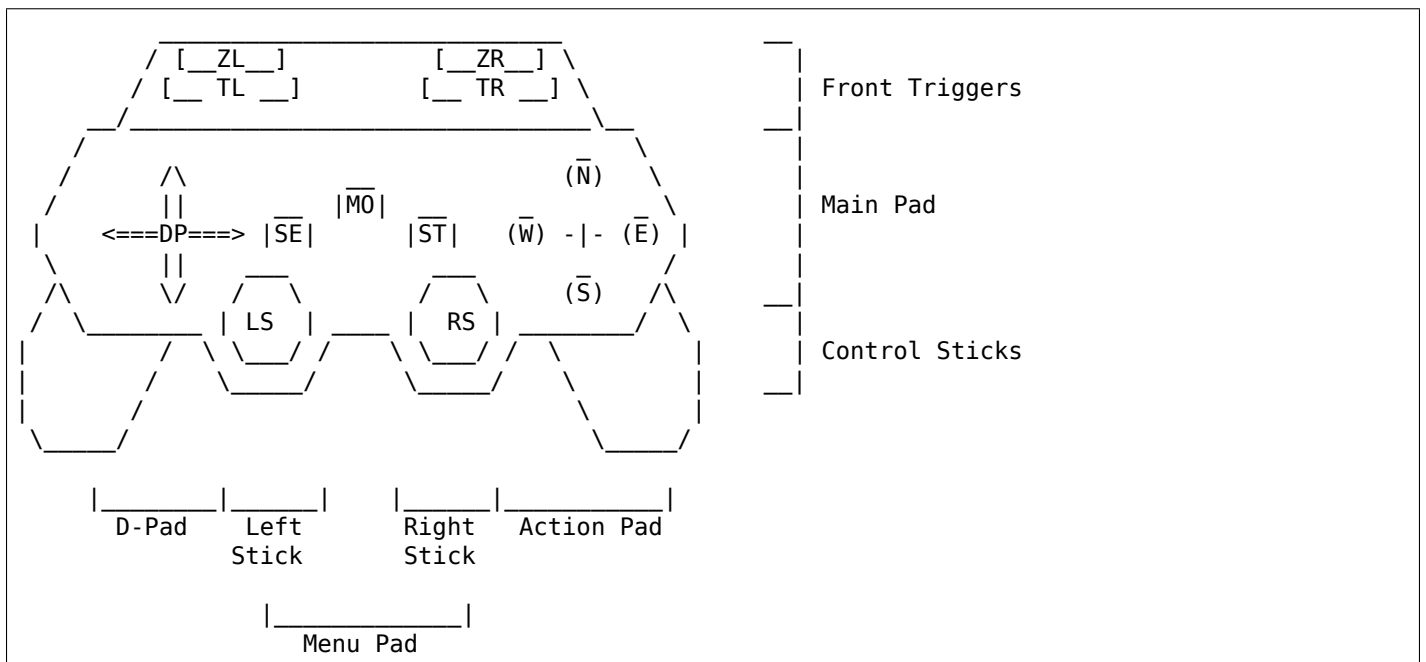 ZL ZR
TL TR Front Triggers
N
MO Main Pad
DP SE ST W E
S
LS RS
Control Sticks
D-Pad Left Right Action Pad
Stick Stick
Menu Pad